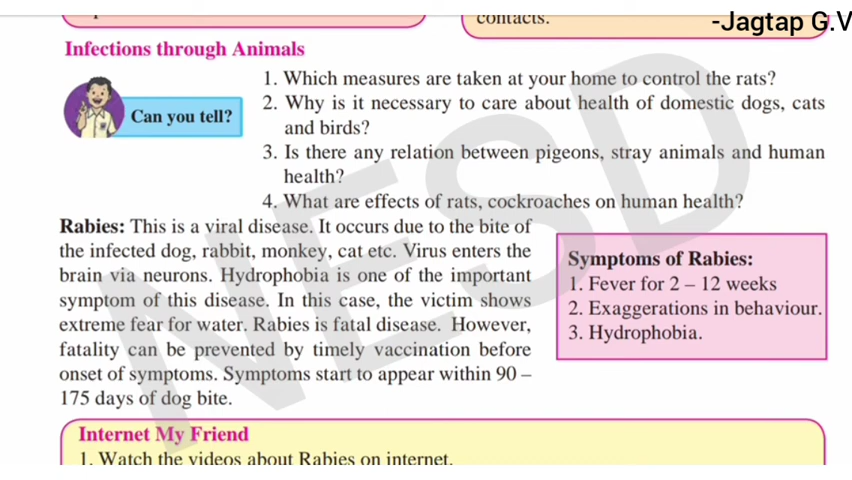 contacts.
-Jagtap G.V
Infections through Animals
Can you tell?
1. Which measures are taken at your home to control the rats?
2. Why is it necessary to care about health of domestic dogs, cats
and birds?
3. Is there any relation between pigeons, stray animals and human
health?
4. What are effects of rats, cockroaches on human health?
Rabies: This is a viral disease. It occurs due to the bite of
the infected dog, rabbit, monkey, cat etc. Virus enters the
brain via neurons. Hydrophobia is one of the important
symptom of this disease. In this case, the victim shows
extreme fear for water. Rabies is fatal disease. However,
fatality can be prevented by timely vaccination before
onset of symptoms. Symptoms start to appear within 90 –
175 days of dog bite.
Symptoms of Rabies:
1. Fever for 2 – 12 weeks
2. Exaggerations in behaviour.
3. Hydrophobia.
Internet My Friend
1. Watch the videos about Rabies on internet.
NESD